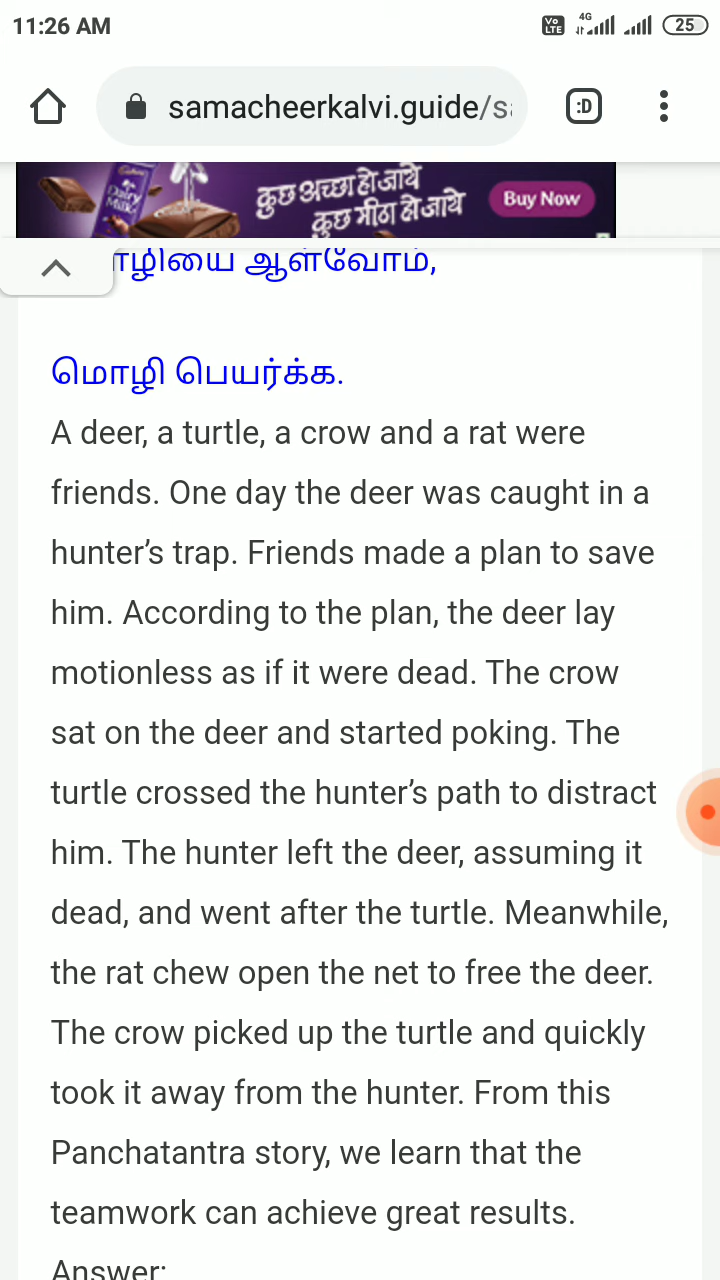 11:26 AM
Vo LTE 4G 25
samacheerkalvi.guide/s
:D
Cadbury Dairy Milk
कुछ अच्छा हो जाये
कुछ मीठा हो जाये
Buy Now
ழியை ஆள்வோம்,
மொழி பெயர்க்க.
A deer, a turtle, a crow and a rat were
friends. One day the deer was caught in a
hunter’s trap. Friends made a plan to save
him. According to the plan, the deer lay
motionless as if it were dead. The crow
sat on the deer and started poking. The
turtle crossed the hunter’s path to distract
him. The hunter left the deer, assuming it
dead, and went after the turtle. Meanwhile,
the rat chew open the net to free the deer.
The crow picked up the turtle and quickly
took it away from the hunter. From this
Panchatantra story, we learn that the
teamwork can achieve great results.
Answer: